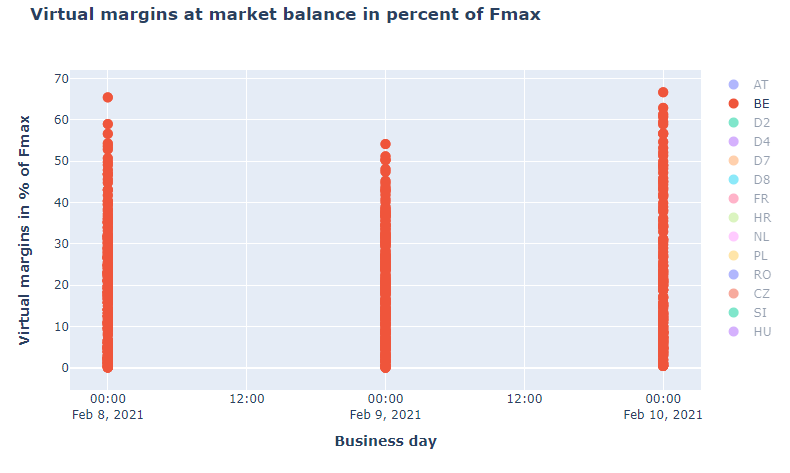 Virtual margins at market balance in percent of Fmax
Virtual margins in % of Fmax
70
60
50
40
30
20
10
0
00:00
Feb 8, 2021
12:00
00:00
Feb 9, 2021
12:00
00:00
Feb 10, 2021
Business day
AT
BE
D2
D4
D7
D8
FR
HR
NL
PL
RO
CZ
SI
HU